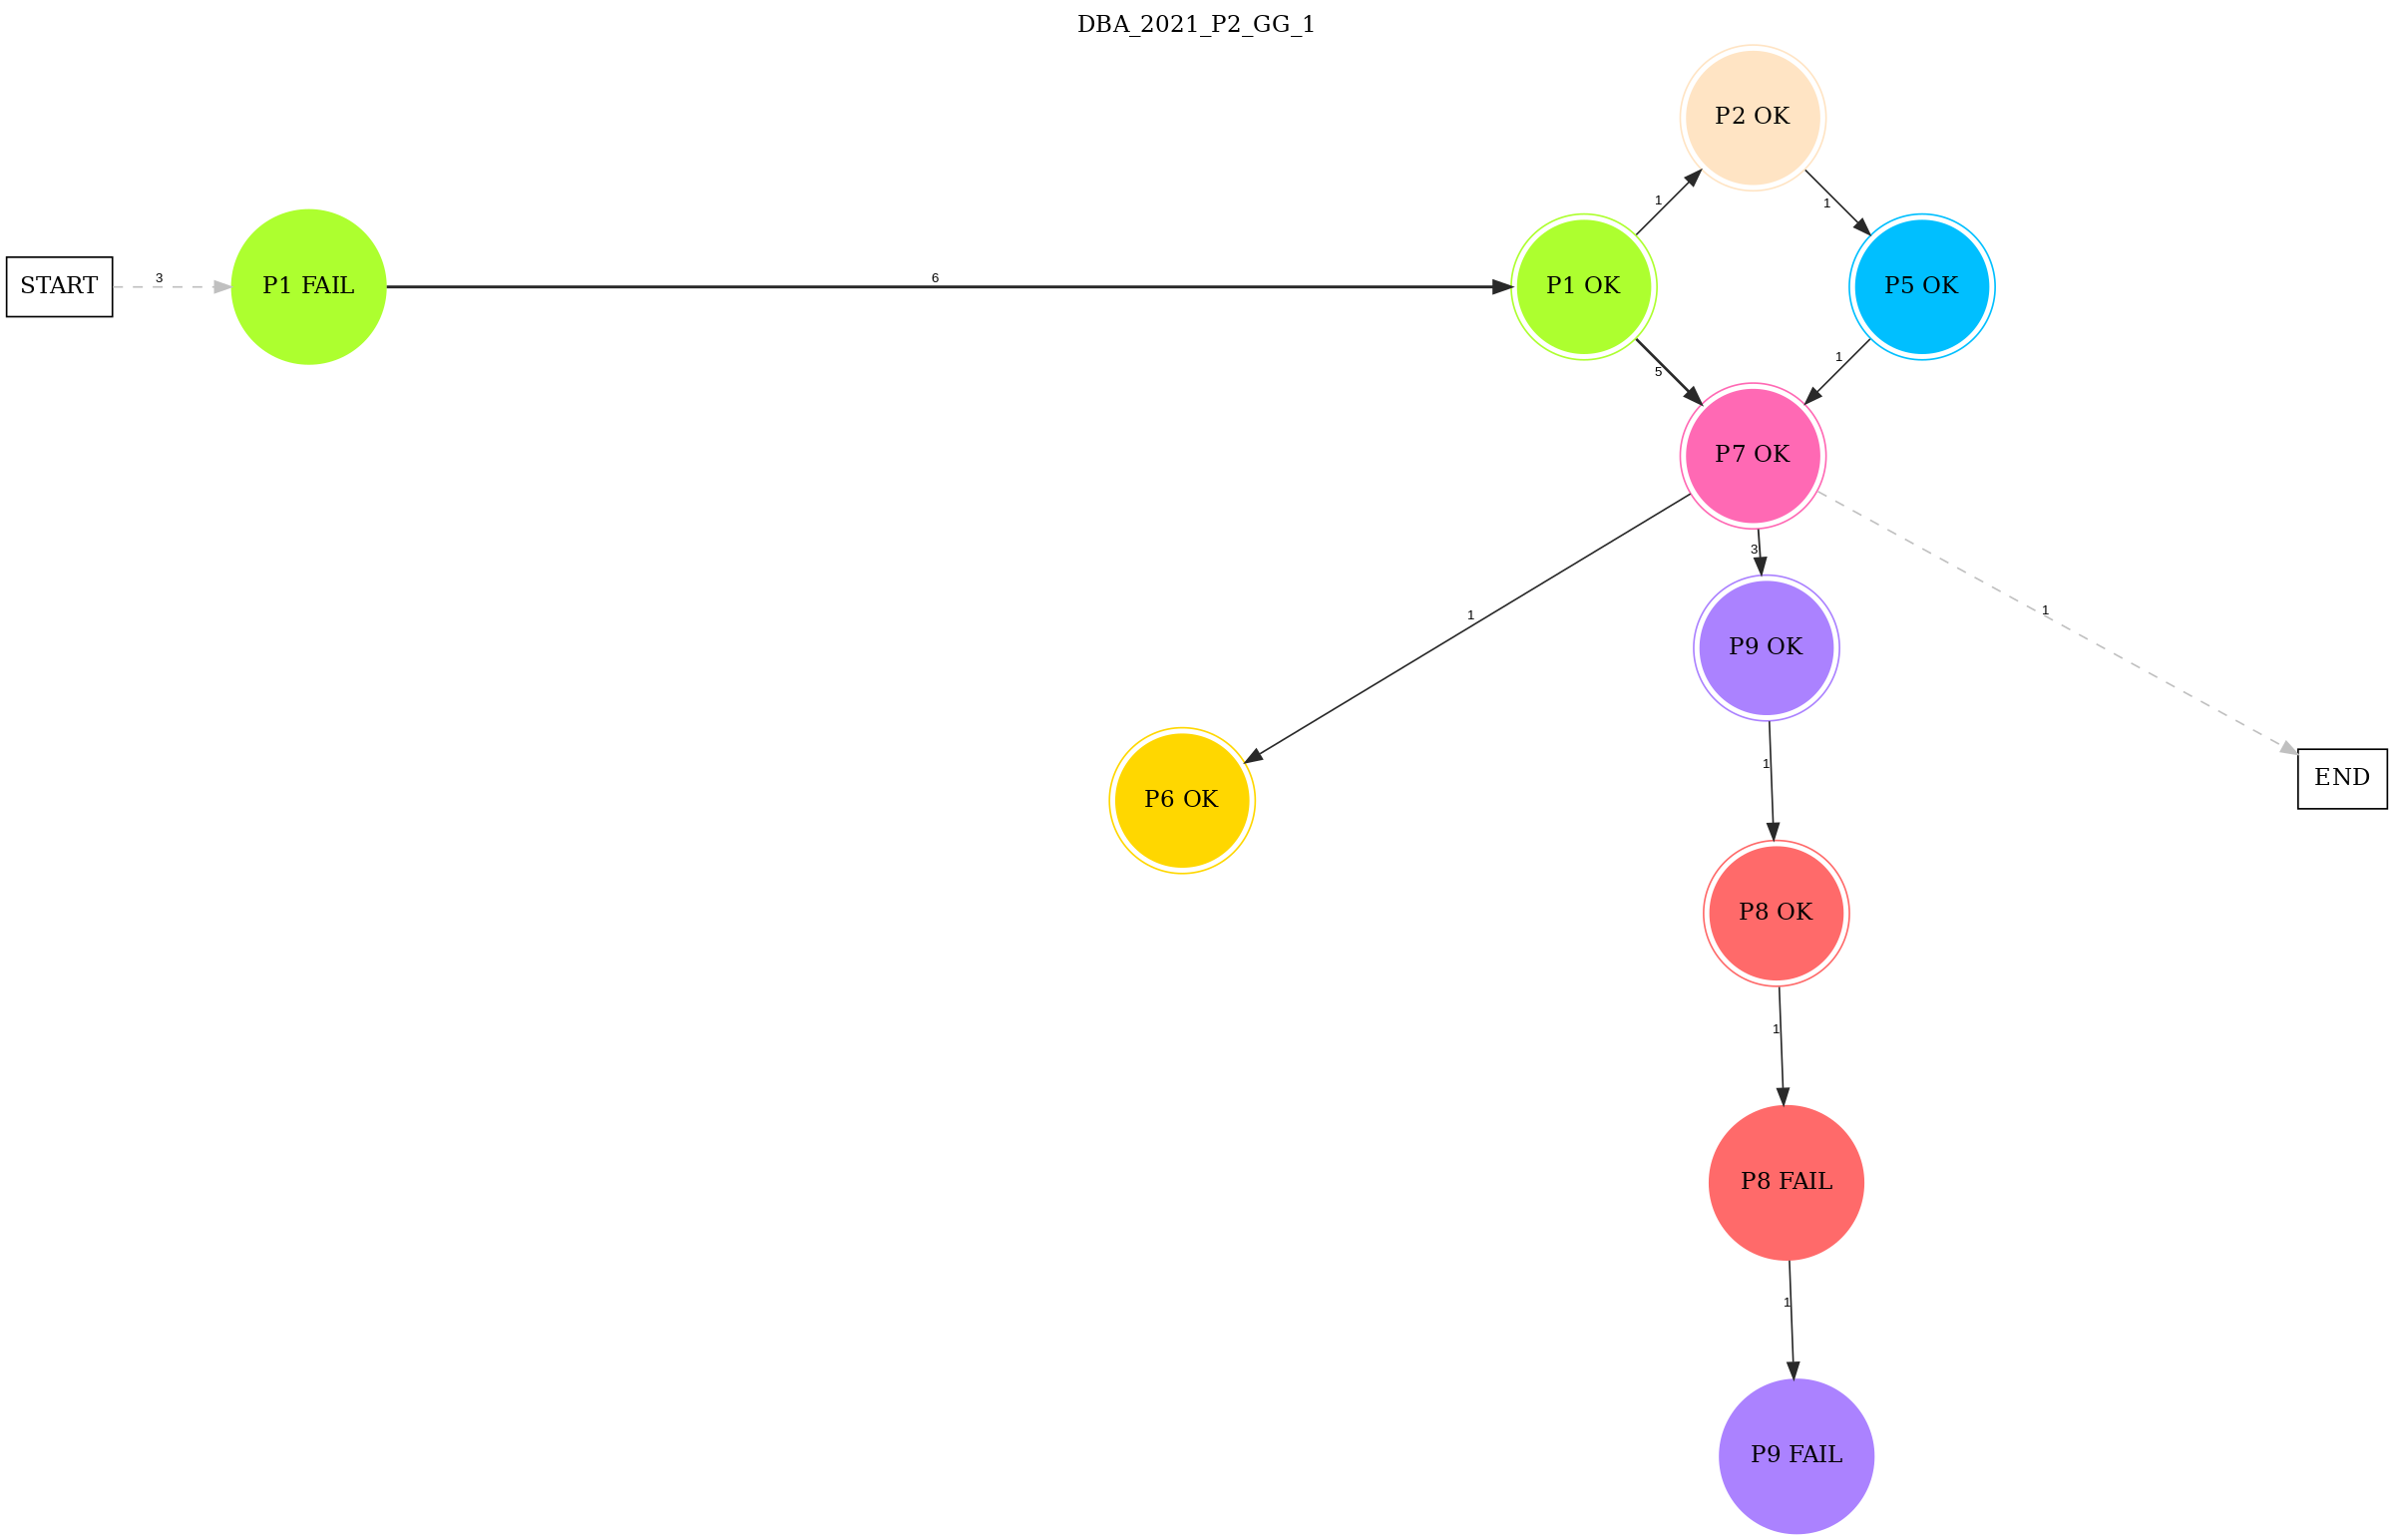 DBA_2021_P2_GG_1
P2 OK
1
1
START
3
P1 FAIL
6
P1 OK
P5 OK
5
1
P7 OK
3
1
1
P9 OK
1
P6 OK
END
P8 OK
1
P8 FAIL
1
P9 FAIL